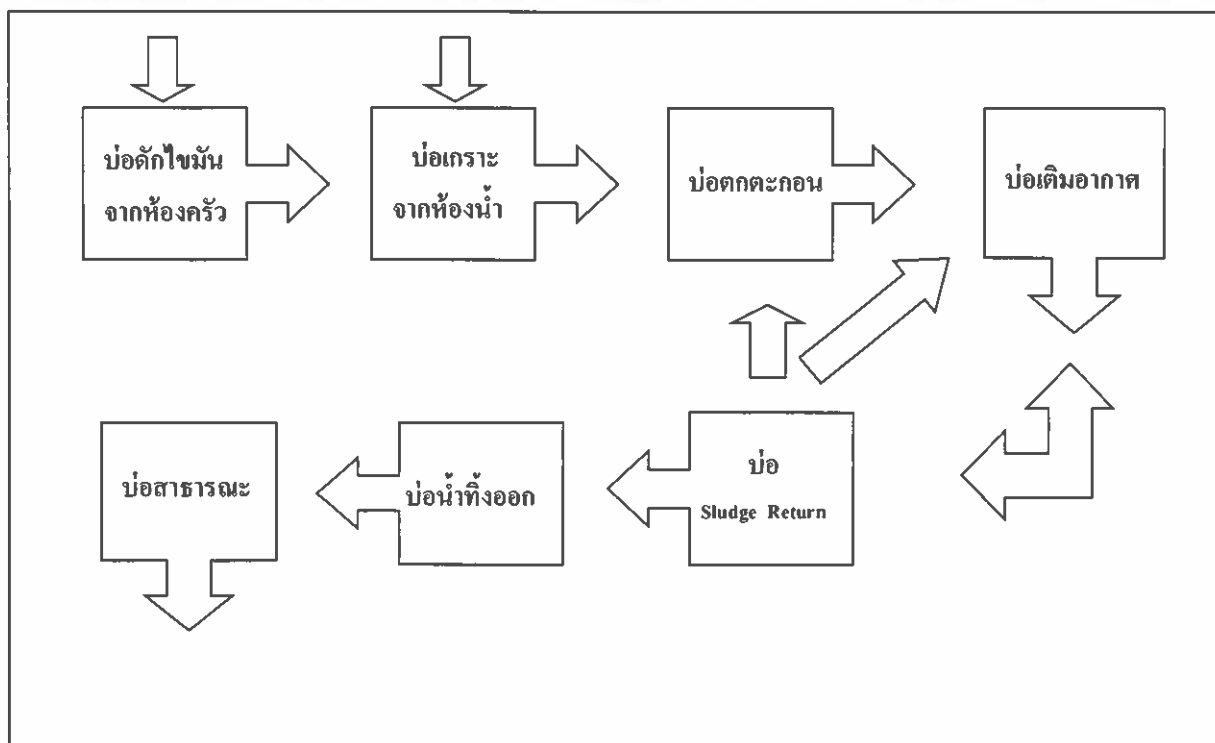 บ่อดักไขมัน
จากห้องครัว
บ่อเกราะ
จากห้องน้ำ
บ่อตกตะกอน
บ่อเติมอากาศ
บ่อสาธารณะ
บ่อน้ำทิ้งออก
บ่อ
Sludge Return